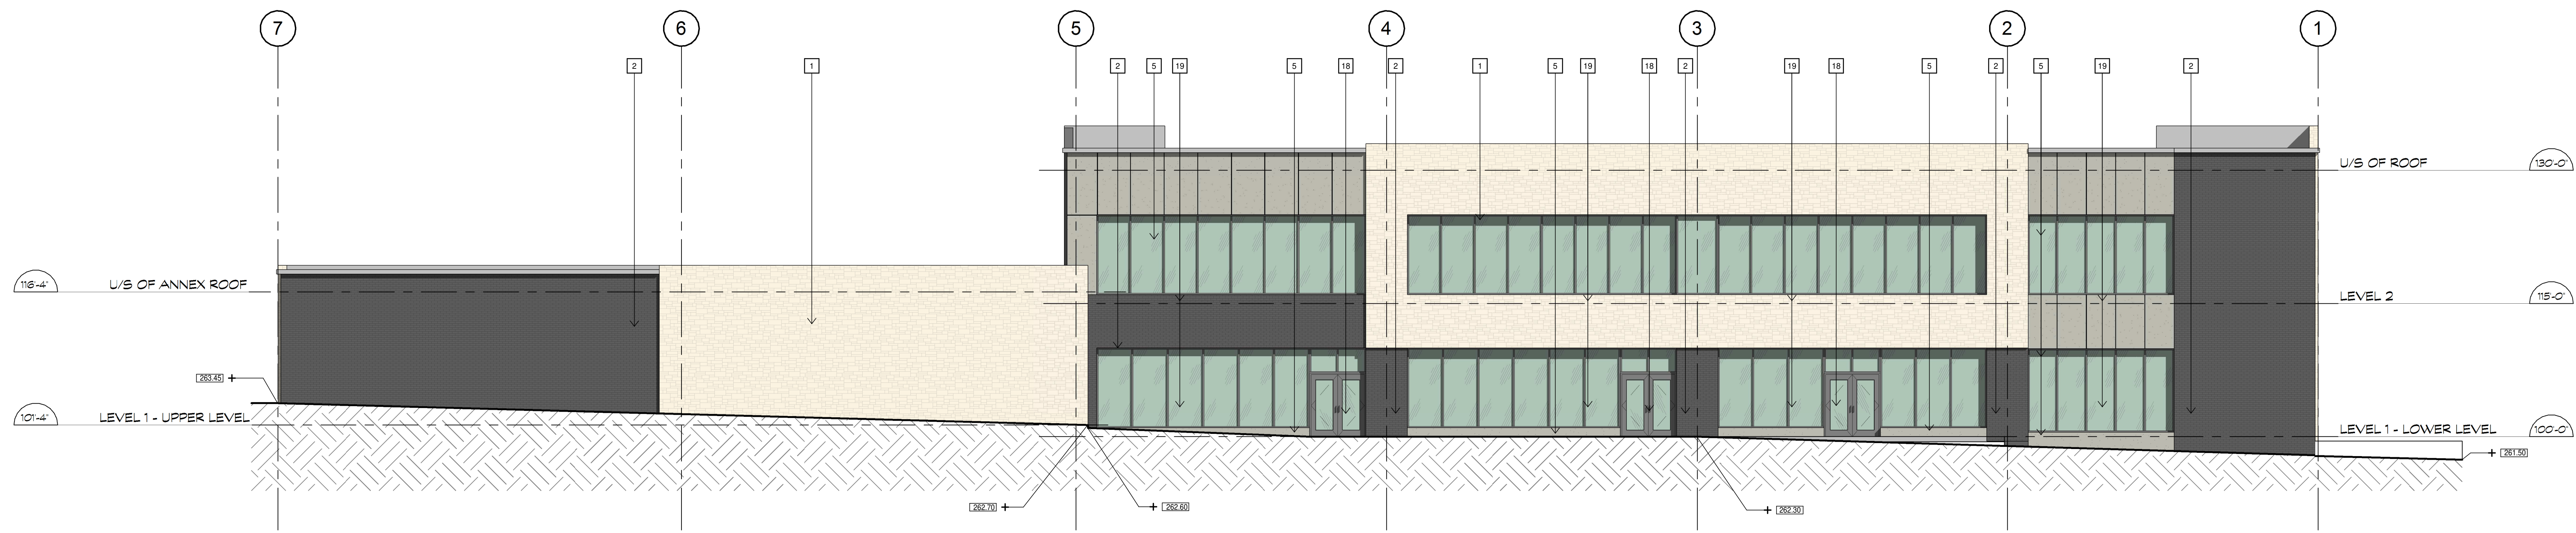 7 6 5 4 3 2 1
2 1 2 5 19 5 18 2 1 5 19 18 2 19 18 5 2 5 19 2
U/S OF ROOF 130'-0"
116'-4" U/S OF ANNEX ROOF
LEVEL 2 115'-0"
263.45
101'-4" LEVEL 1 - UPPER LEVEL
LEVEL 1 - LOWER LEVEL 100'-0"
261.50
262.70 262.60 262.30